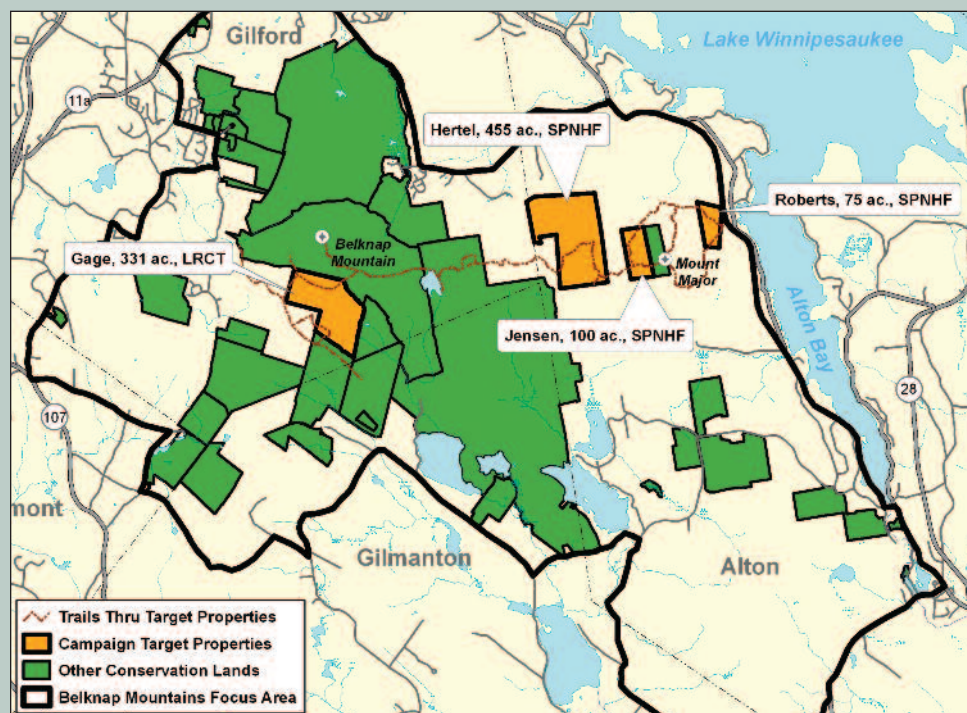 Gilford
Lake Winnipesaukee
11a
Hertel, 455 ac., SPNHF
Roberts, 75 ac., SPNHF
Gage, 331 ac., LRCT
Belknap
Mountain
Mount
Major
Jensen, 100 ac., SPNHF
Alton Bay
28
107
mont
Gilmanton
Alton
Trails Thru Target Properties
Campaign Target Properties
Other Conservation Lands
Belknap Mountains Focus Area